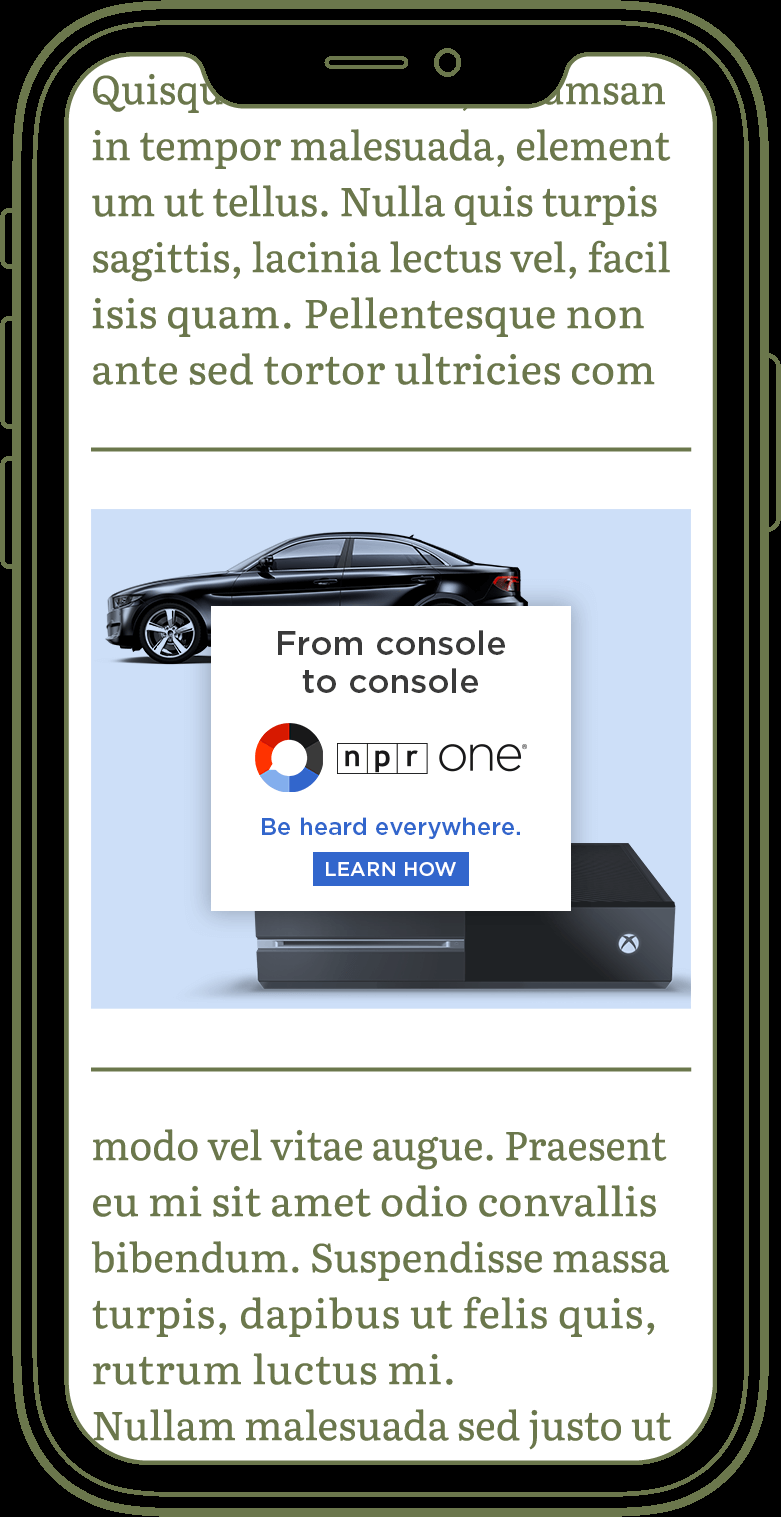 Quisqu amsan
in tempor malesuada, element
um ut tellus. Nulla quis turpis
sagittis, lacinia lectus vel, facil
isis quam. Pellentesque non
ante sed tortor ultricies com
From console
to console
npr one®
Be heard everywhere.
LEARN HOW
modo vel vitae augue. Praesent
eu mi sit amet odio convallis
bibendum. Suspendisse massa
turpis, dapibus ut felis quis,
rutrum luctus mi.
Nullam malesuada sed justo ut